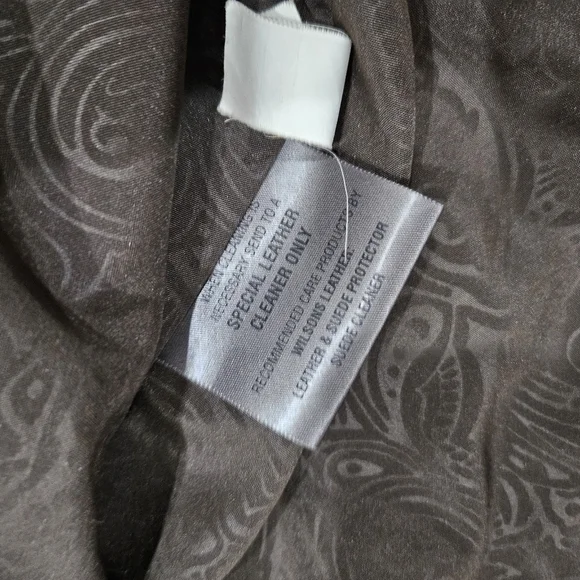 WHEN CLEANING IS
NECESSARY SEND TO A
SPECIAL LEATHER
CLEANER ONLY
RECOMMENDED CARE PRODUCTS BY
WILSONS LEATHER:
LEATHER & SUEDE PROTECTOR
SUEDE CLEANER